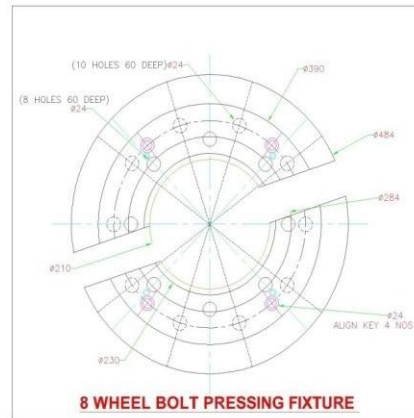 (10 HOLES 60 DEEP)ø24
ø390
(8 HOLES 60 DEEP)
ø24
ø484
ø284
ø210
ø24
ALIGN KEY 4 NOS
ø230
8 WHEEL BOLT PRESSING FIXTURE